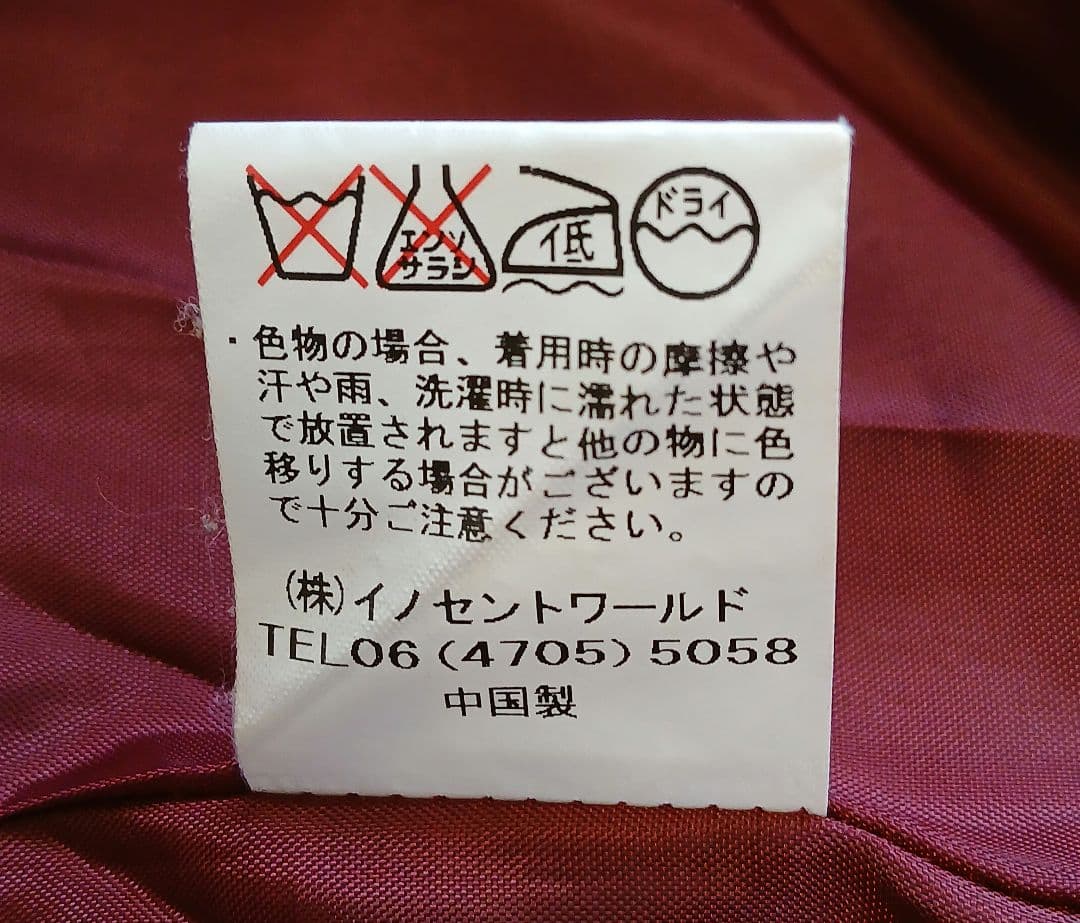 エンソ
サラシ
低
ドライ
・色物の場合、着用時の摩擦や
汗や雨、洗濯時に濡れた状態
で放置されますと他の物に色
移りする場合がございますの
で十分ご注意ください。
(株)イノセントワールド
TEL06(4705)5058
中国製